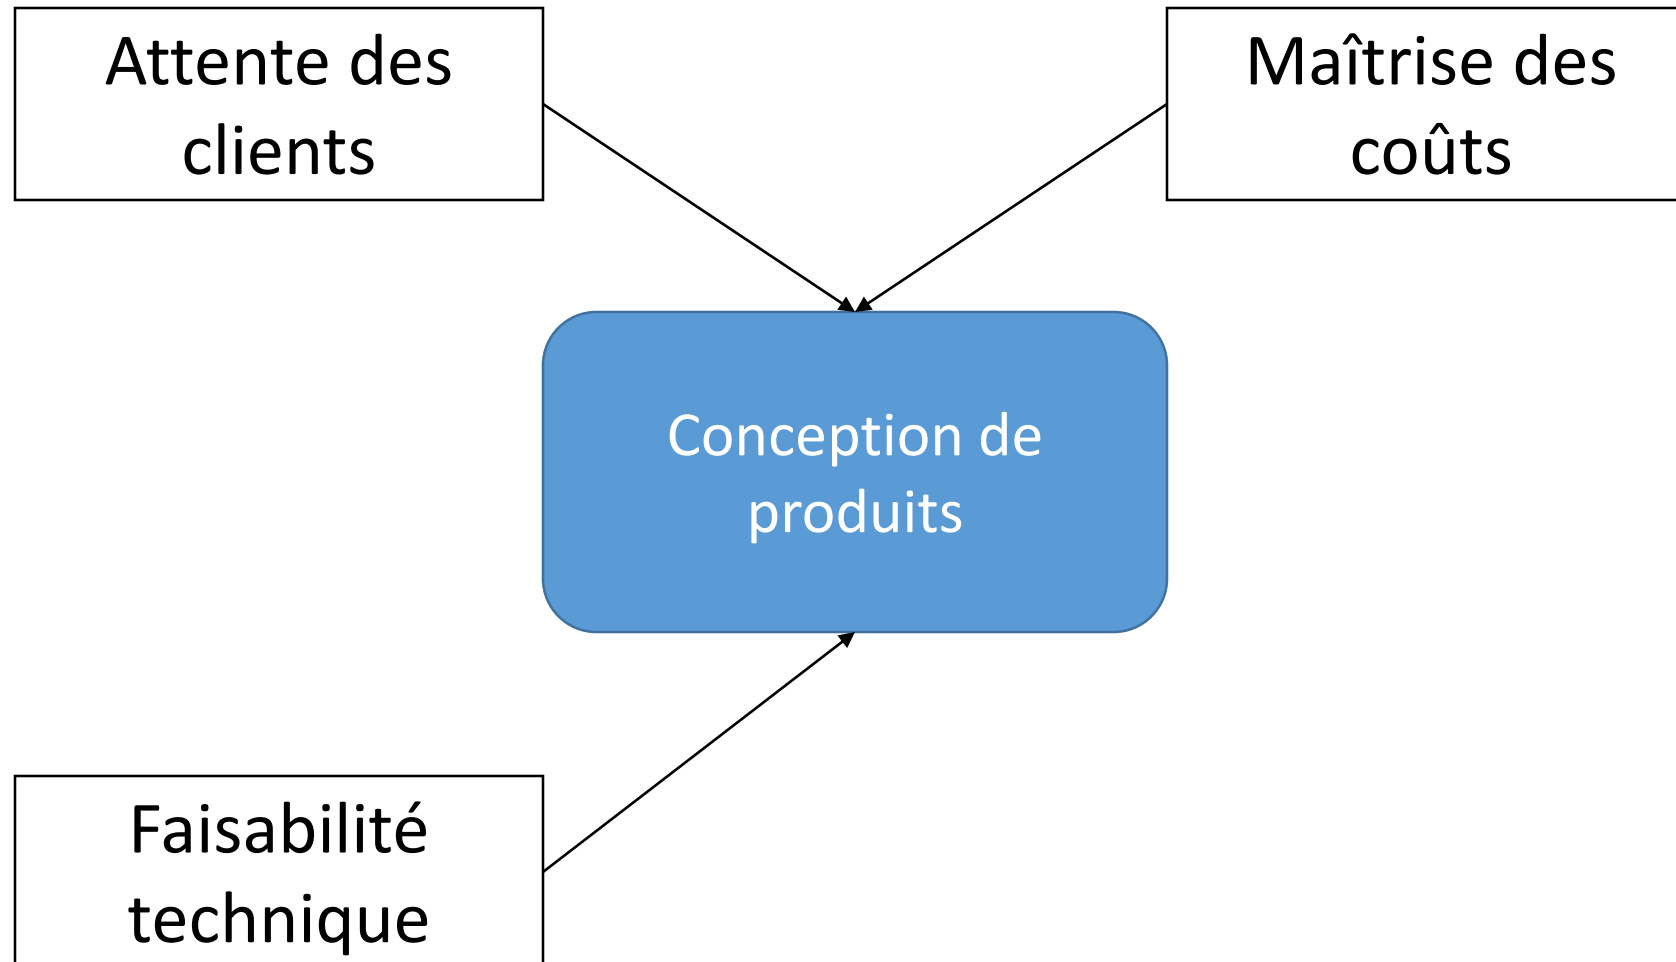 Attente des
clients
Maîtrise des
coûts
Conception de
produits
Faisabilité
technique